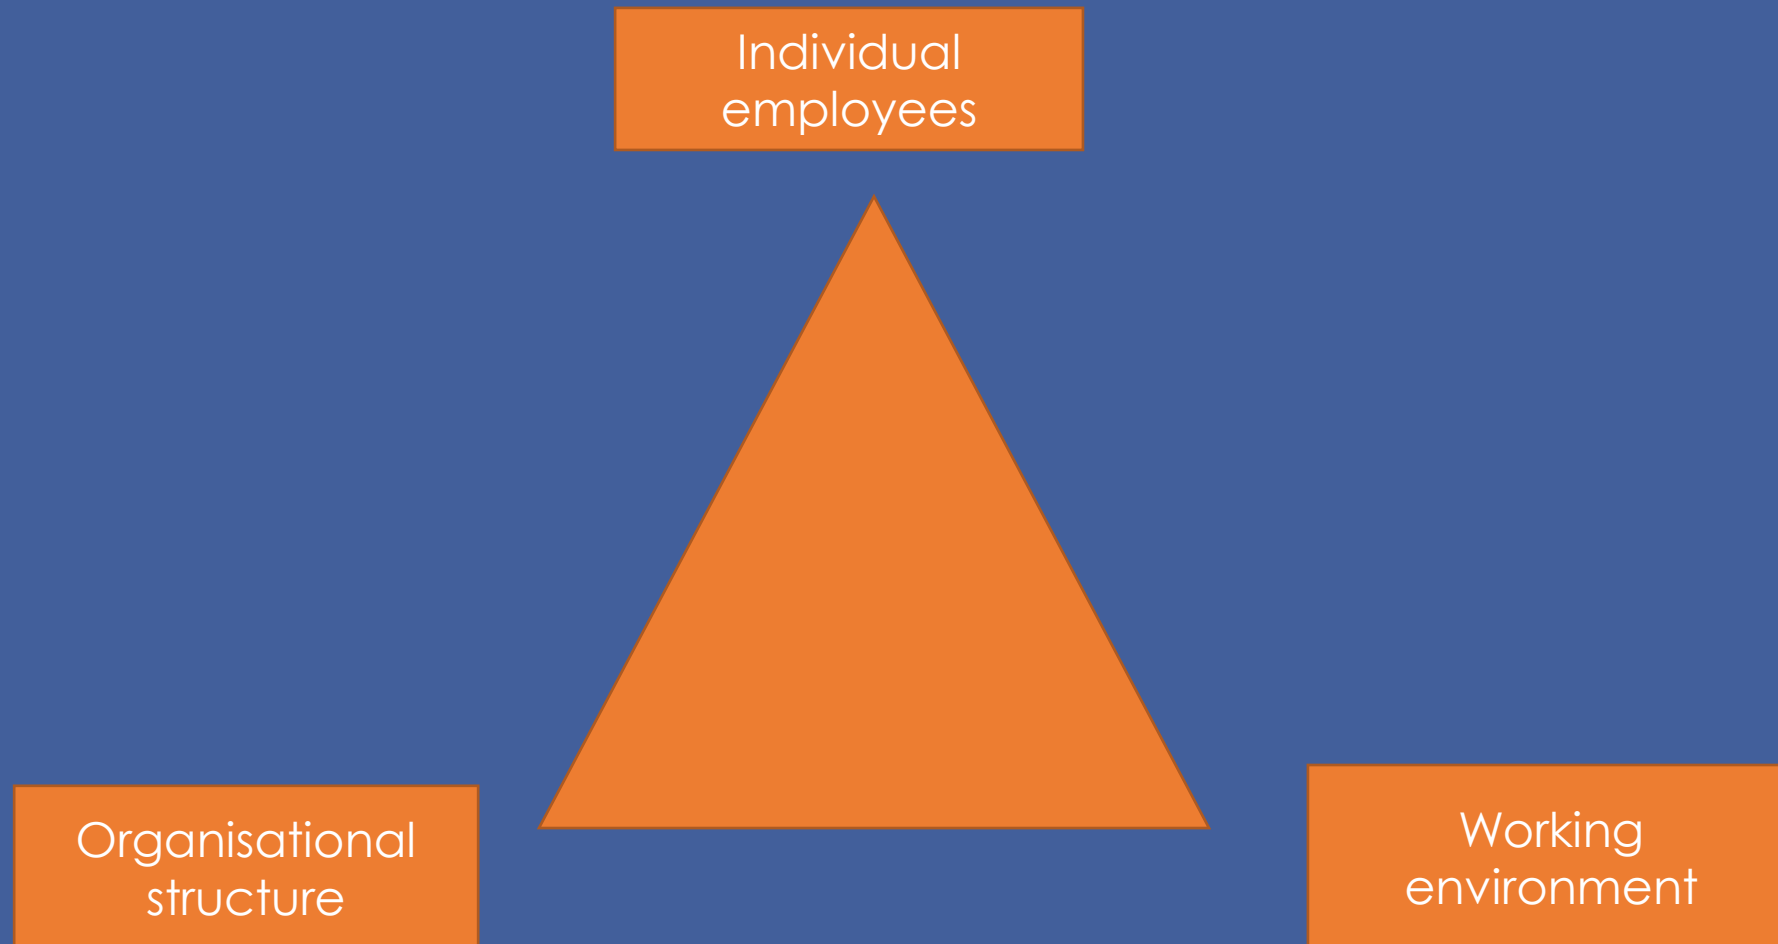 Individual
employees
Organisational
structure
Working
environment